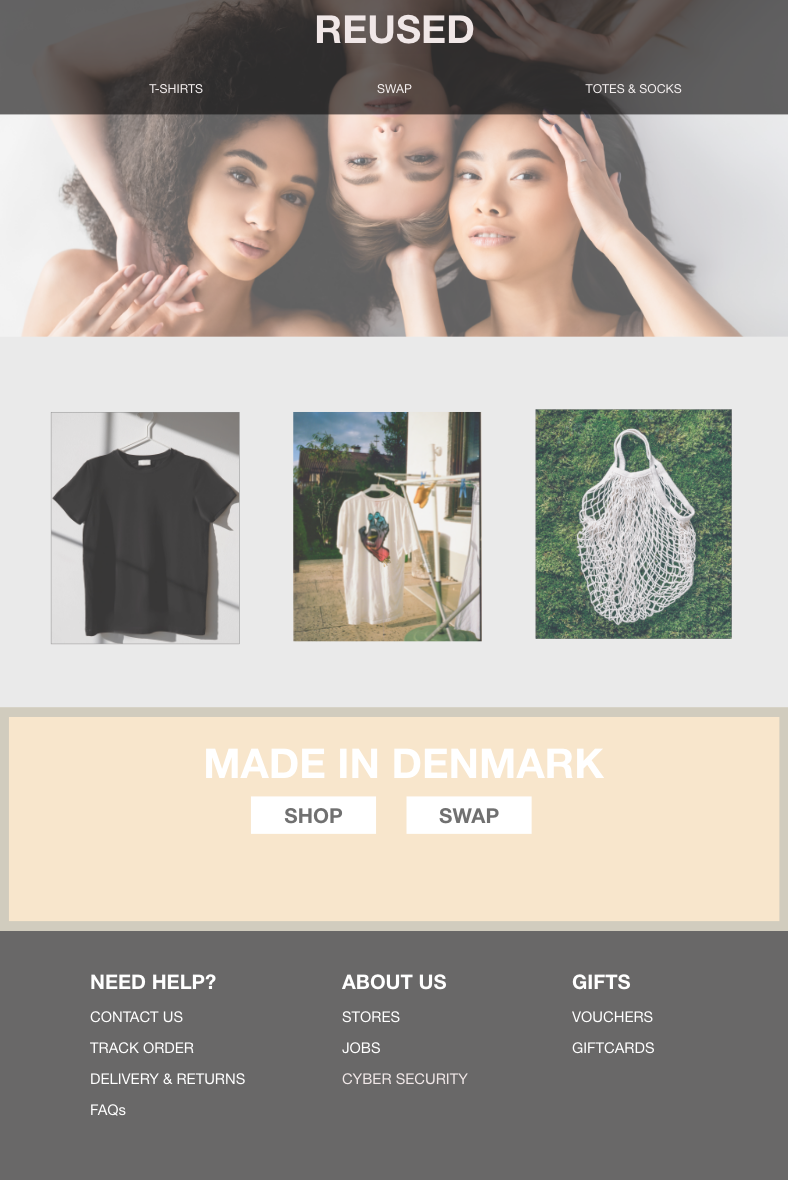 REUSED
T-SHIRTS
SWAP
TOTES & SOCKS
MADE IN DENMARK
SHOP
SWAP
NEED HELP?
CONTACT US
TRACK ORDER
DELIVERY & RETURNS
FAQs
ABOUT US
STORES
JOBS
CYBER SECURITY
GIFTS
VOUCHERS
GIFTCARDS